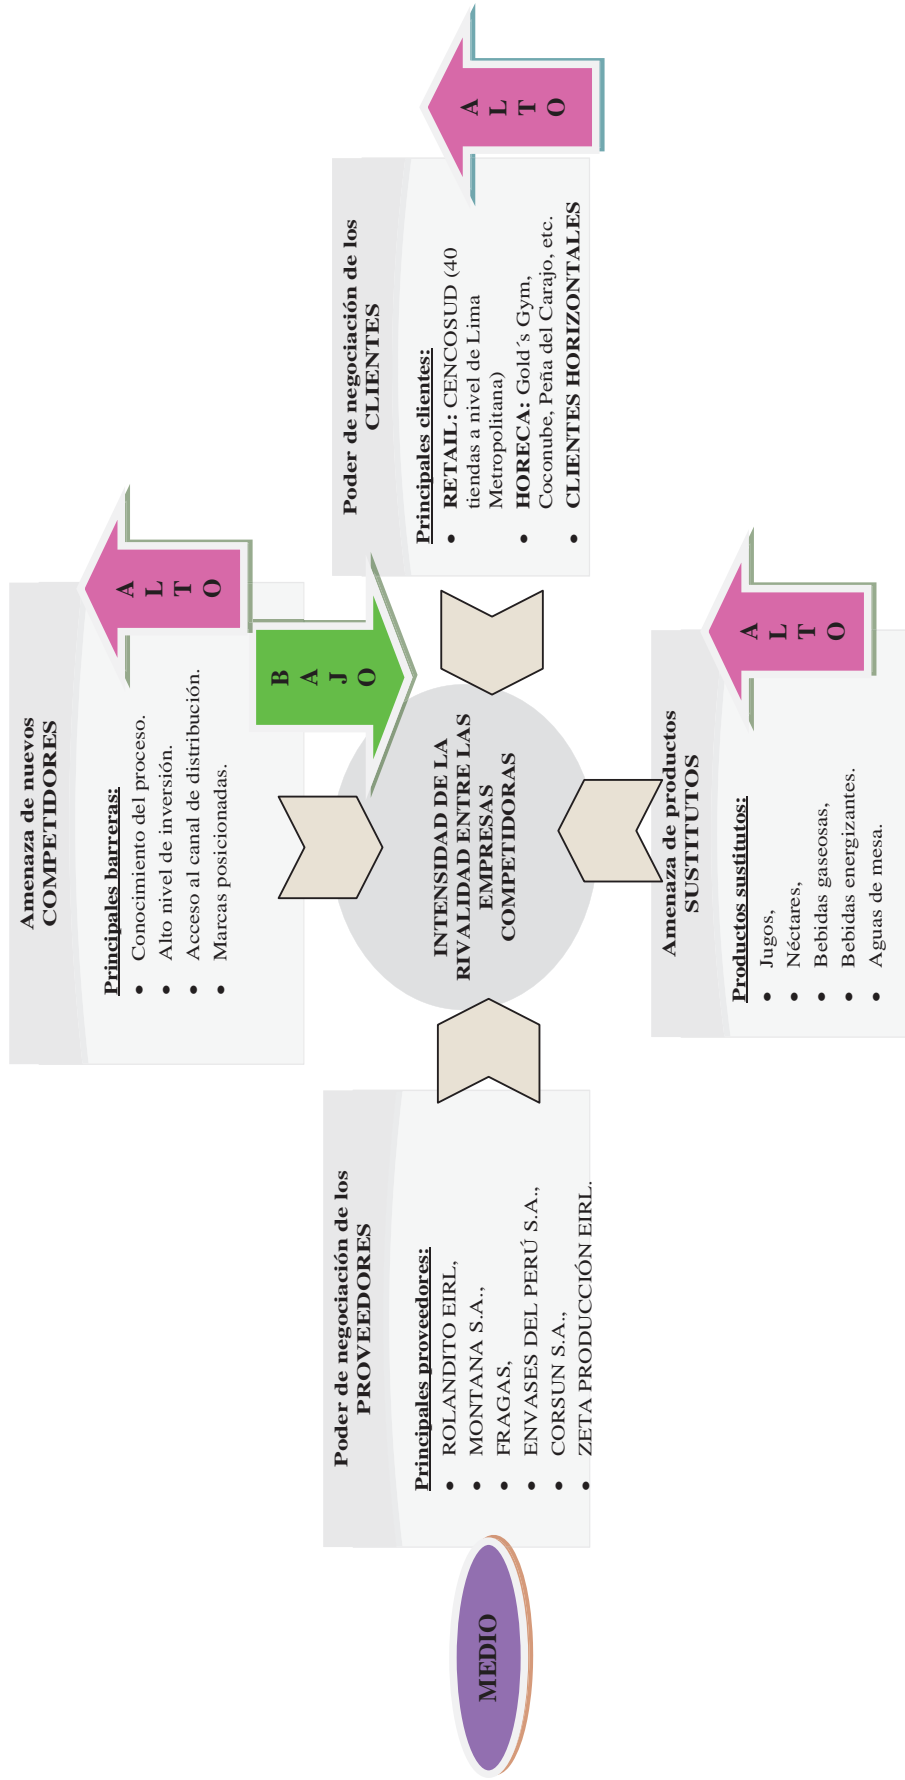 Amenaza de nuevos
COMPETIDORES
Principales barreras:
• Conocimiento del proceso.
• Alto nivel de inversión.
• Acceso al canal de distribución.
• Marcas posicionadas.
A
L
T
O
B
A
J
O
Poder de negociación de los
PROVEEDORES
Principales proveedores:
• ROLANDITO EIRL,
• MONTANA S.A.,
• FRAGAS,
• ENVASES DEL PERÚ S.A.,
• CORSUN S.A.,
• ZETA PRODUCCIÓN EIRL.
MEDIO
INTENSIDAD DE LA
RIVALIDAD ENTRE LAS
EMPRESAS
COMPETIDORAS
Poder de negociación de los
CLIENTES
Principales clientes:
• RETAIL: CENCOSUD (40
tiendas a nivel de Lima
Metropolitana)
• HORECA: Gold´s Gym,
Coconube, Peña del Carajo, etc.
• CLIENTES HORIZONTALES
A
L
T
O
Amenaza de productos
SUSTITUTOS
Productos sustitutos:
• Jugos,
• Néctares,
• Bebidas gaseosas,
• Bebidas energizantes.
• Aguas de mesa.
A
L
T
O